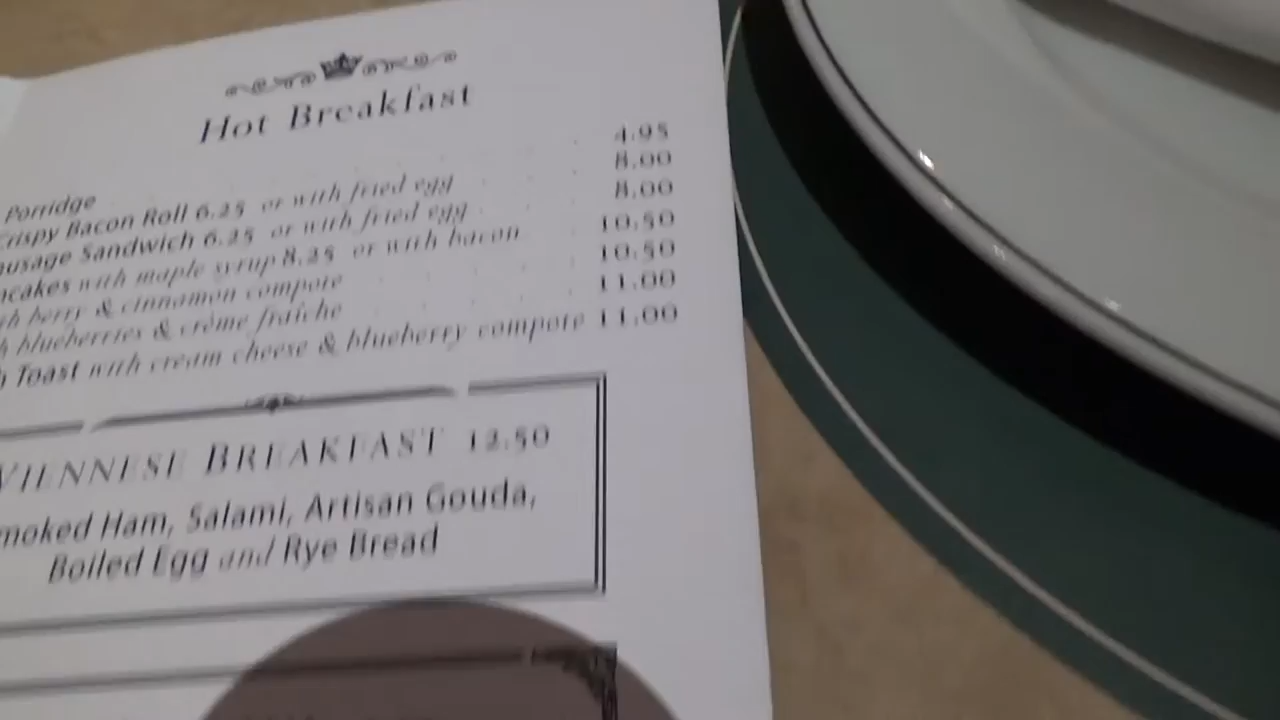 Hot Breakfast
Porridge 4.95
Crispy Bacon Roll 6.25 or with fried egg 8.00
Sausage Sandwich 6.25 or with fried egg 8.00
with maple syrup 8.25 or with bacon 10.50
berry & cinnamon compote 10.50
blueberries & crème fraîche 11.00
Toast with cream cheese & blueberry compote 11.00
VIENNESE BREAKFAST 12.50
Smoked Ham, Salami, Artisan Gouda,
Boiled Egg and Rye Bread